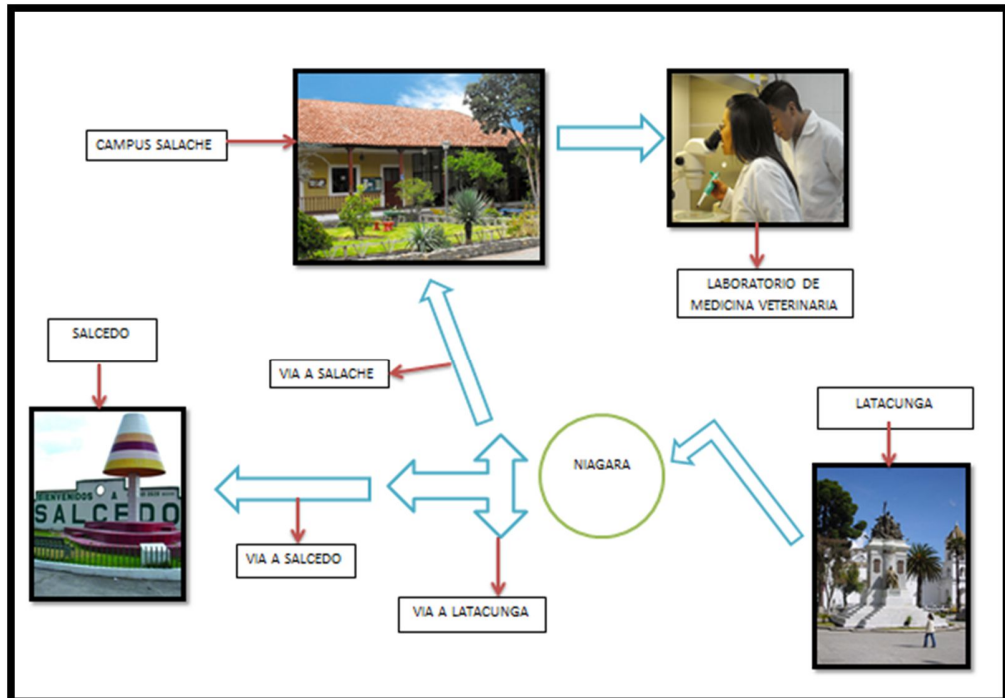 CAMPUS SALACHE
LABORATORIO DE
MEDICINA VETERINARIA
SALCEDO
VIA A SALACHE
LATACUNGA
NIAGARA
BIENVENIDOS A
SALCEDO
VIA A SALCEDO
VIA A LATACUNGA